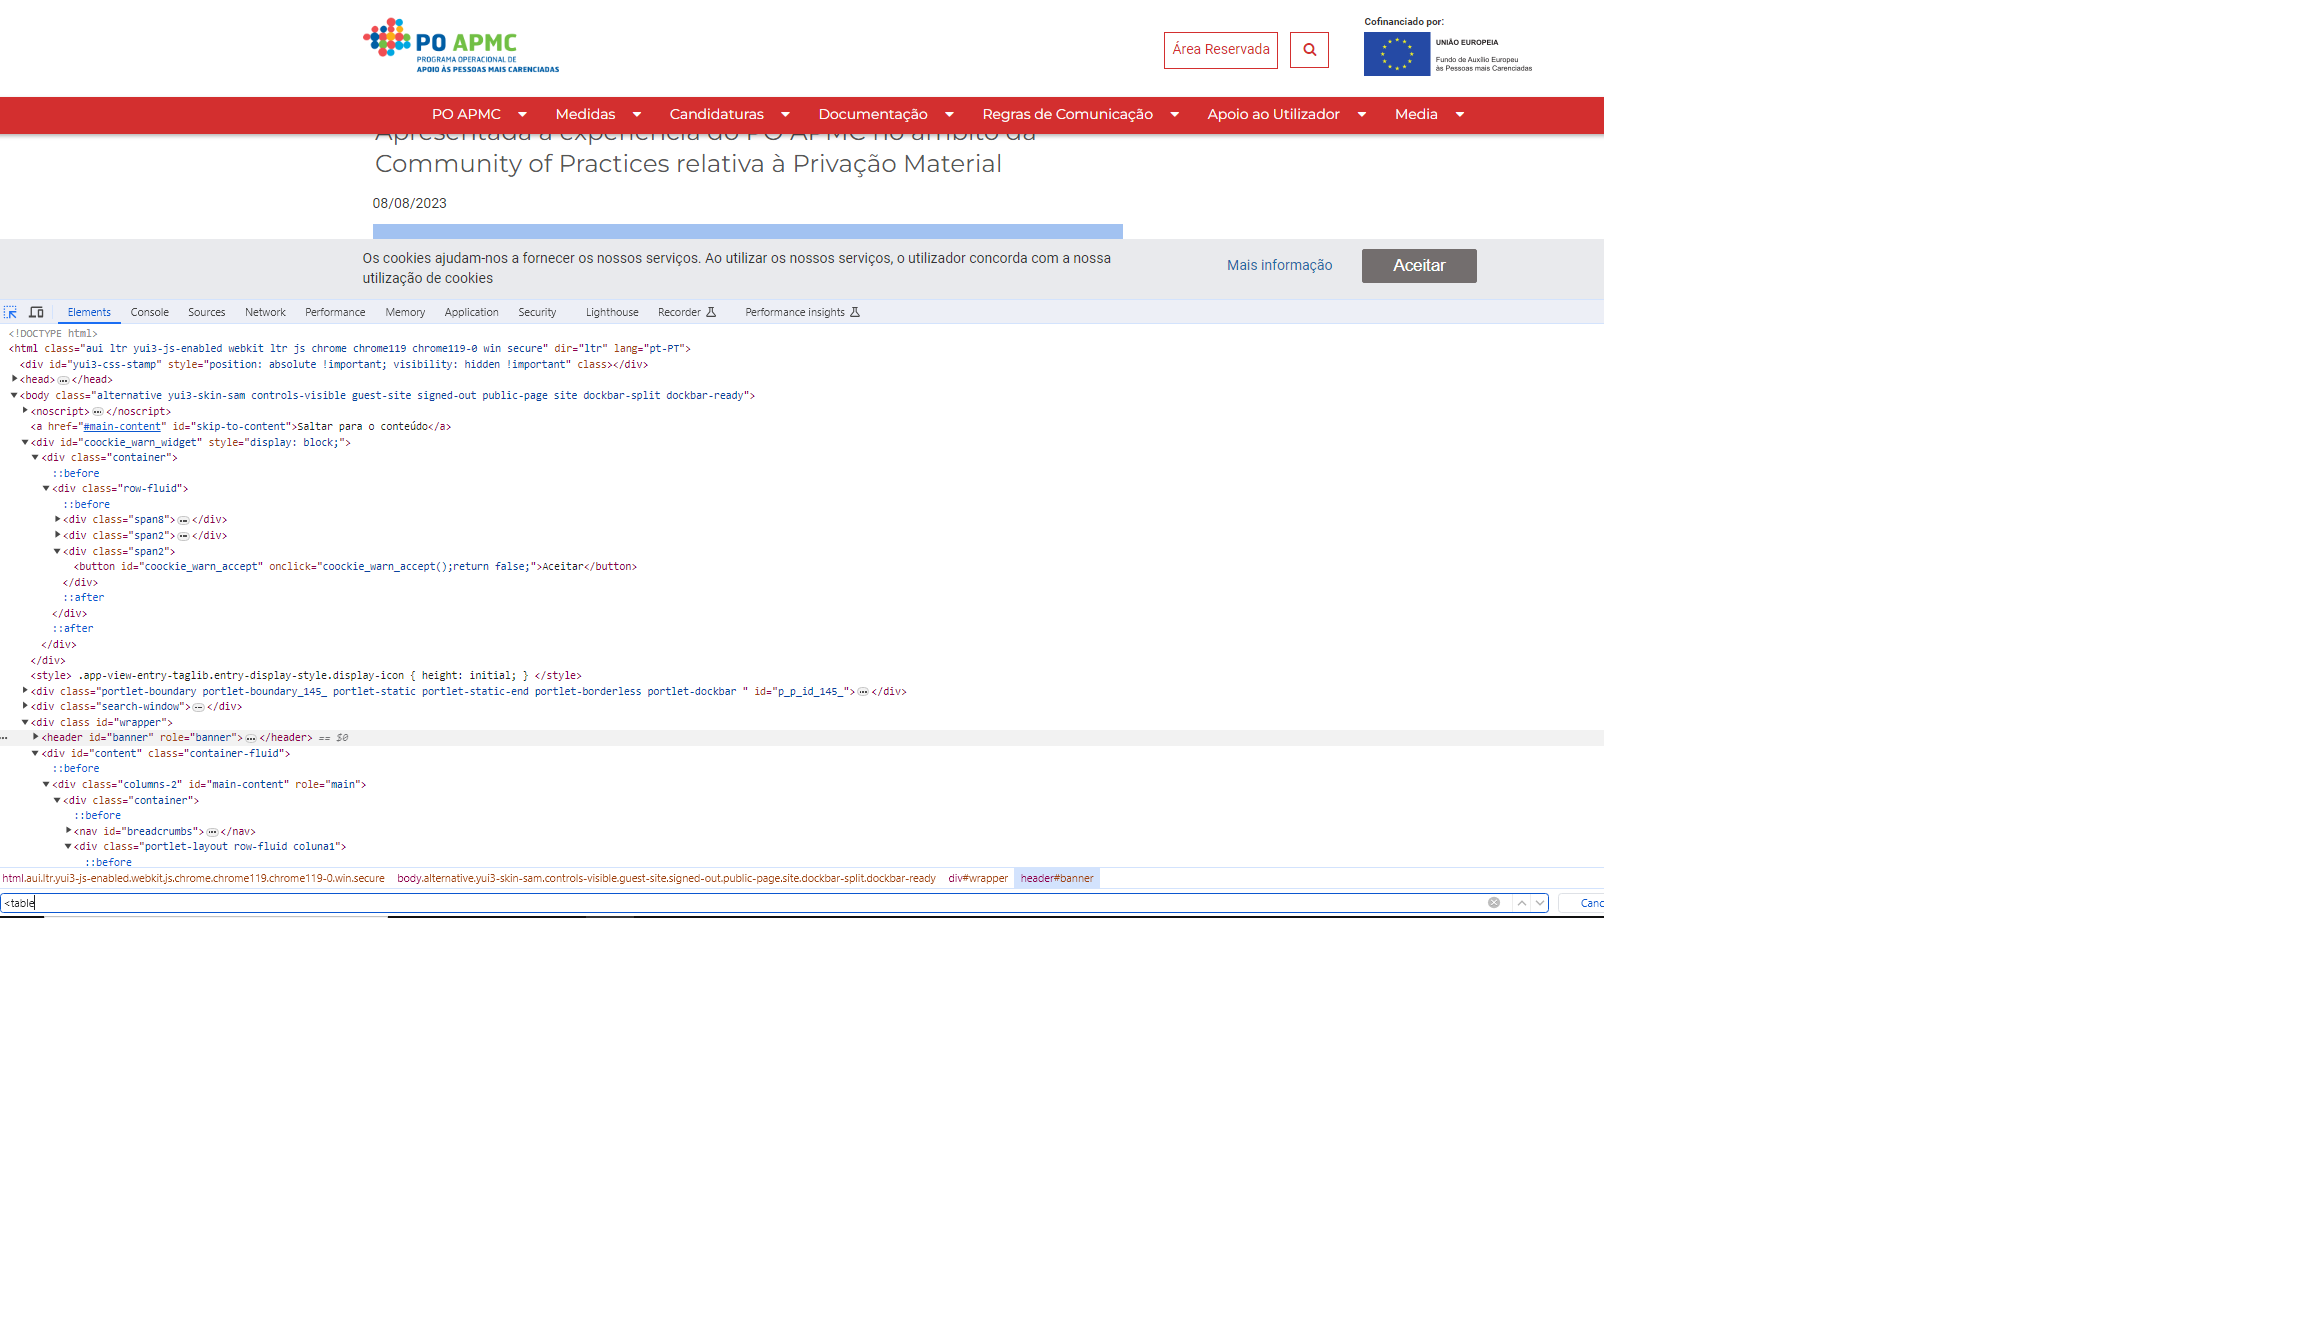 PO APMC
PROGRAMA OPERACIONAL DE
APOIO ÀS PESSOAS MAIS CARENCIADAS
Área Reservada
Cofinanciado por:
UNIÃO EUROPEIA
Fundo de Auxílio Europeu
às Pessoas mais Carenciadas
PO APMC Medidas Candidaturas Documentação Regras de Comunicação Apoio ao Utilizador Media
Apresentada a experiência do PO APMC no âmbito da
Community of Practices relativa à Privação Material
08/08/2023
Os cookies ajudam-nos a fornecer os nossos serviços. Ao utilizar os nossos serviços, o utilizador concorda com a nossa
utilização de cookies
Mais informação
Aceitar
Elements Console Sources Network Performance Memory Application Security Lighthouse Recorder Performance insights
<!DOCTYPE html>
<html class="aui ltr yui3-js-enabled webkit ltr js chrome chrome119 chrome119-0 win secure" dir="ltr" lang="pt-PT">
<div id="yui3-css-stamp" style="position: absolute !important; visibility: hidden !important" class></div>
<head>…</head>
<body class="alternative yui3-skin-sam controls-visible guest-site signed-out public-page site dockbar-split dockbar-ready">
<noscript>…</noscript>
<a href="#main-content" id="skip-to-content">Saltar para o conteúdo</a>
<div id="coockie_warn_widget" style="display: block;">
<div class="container">
::before
<div class="row-fluid">
::before
<div class="span8">…</div>
<div class="span2">…</div>
<div class="span2">
<button id="coockie_warn_accept" onclick="coockie_warn_accept();return false;">Aceitar</button>
</div>
::after
</div>
::after
</div>
</div>
<style> .app-view-entry-taglib.entry-display-style.display-icon { height: initial; } </style>
<div class="portlet-boundary portlet-boundary_145_ portlet-static portlet-static-end portlet-borderless portlet-dockbar " id="p_p_id_145_">…</div>
<div class="search-window">…</div>
<div class id="wrapper">
… <header id="banner" role="banner">…</header> == $0
<div id="content" class="container-fluid">
::before
<div class="columns-2" id="main-content" role="main">
<div class="container">
::before
<nav id="breadcrumbs">…</nav>
<div class="portlet-layout row-fluid coluna1">
::before
html.aui.ltr.yui3-js-enabled.webkit.js.chrome.chrome119.chrome119-0.win.secure body.alternative.yui3-skin-sam.controls-visible.guest-site.signed-out.public-page.site.dockbar-split.dockbar-ready div#wrapper header#banner
<table
Canc